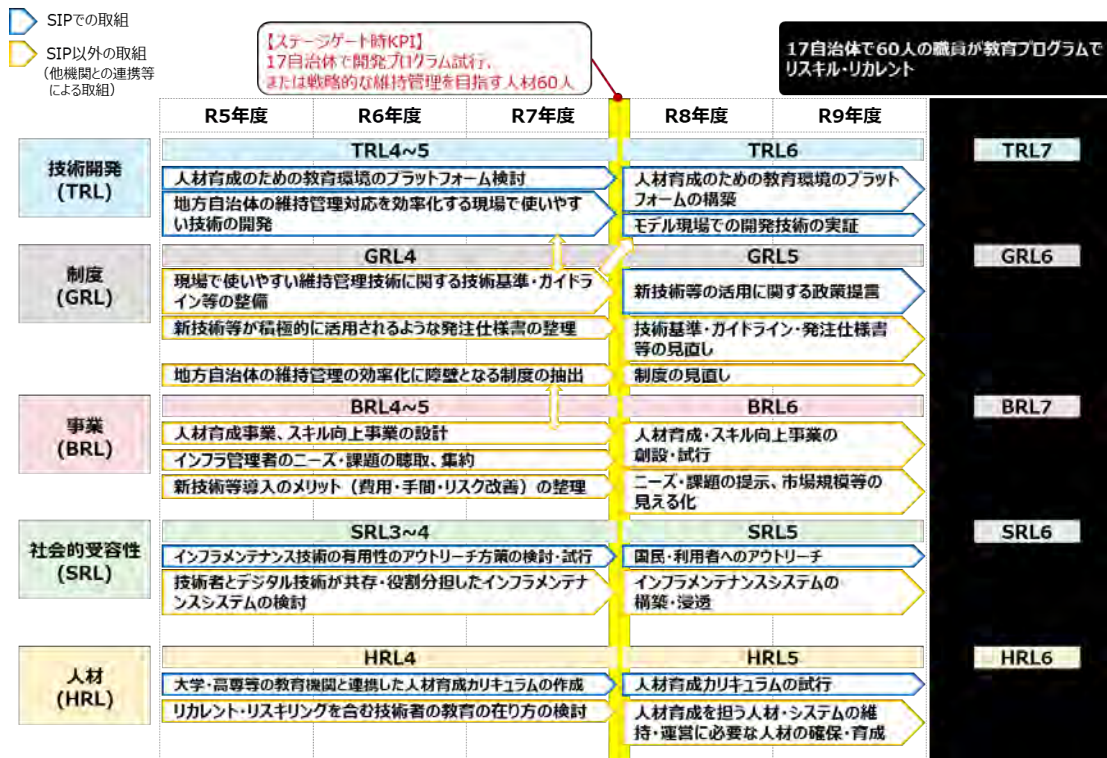 SIPでの取組
SIP以外の取組
(他機関との連携等
による取組)
【ステージゲート時KPI】
17自治体で開発プログラム試行、
または戦略的な維持管理を目指す人材60人
17自治体で60人の職員が教育プログラムで
リスキル・リカレント
R5年度
R6年度
R7年度
R8年度
R9年度
技術開発
(TRL)
TRL4~5
TRL6
TRL7
人材育成のための教育環境のプラットフォーム検討
地方自治体の維持管理対応を効率化する現場で使いやす
い技術の開発
人材育成のための教育環境のプラット
フォームの構築
モデル現場での開発技術の実証
制度
(GRL)
GRL4
GRL5
GRL6
現場で使いやすい維持管理技術に関する技術基準・ガイドラ
イン等の整備
新技術等が積極的に活用されるような発注仕様書の整理
地方自治体の維持管理の効率化に障壁となる制度の抽出
新技術等の活用に関する政策提言
技術基準・ガイドライン・発注仕様書
等の見直し
制度の見直し
事業
(BRL)
BRL4~5
BRL6
BRL7
人材育成事業、スキル向上事業の設計
インフラ管理者のニーズ・課題の聴取、集約
新技術等導入のメリット（費用・手間・リスク改善）の整理
人材育成・スキル向上事業の
創設・試行
ニーズ・課題の提示、市場規模等の
見える化
社会的受容性
(SRL)
SRL3~4
SRL5
SRL6
インフラメンテナンス技術の有用性のアウトリーチ方策の検討・試行
技術者とデジタル技術が共存・役割分担したインフラメンテナ
ンスシステムの検討
国民・利用者へのアウトリーチ
インフラメンテナンスシステムの
構築・浸透
人材
(HRL)
HRL4
HRL5
HRL6
大学・高専等の教育機関と連携した人材育成カリキュラムの作成
リカレント・リスキリングを含む技術者の教育の在り方の検討
人材育成カリキュラムの試行
人材育成を担う人材・システムの維
持・運営に必要な人材の確保・育成